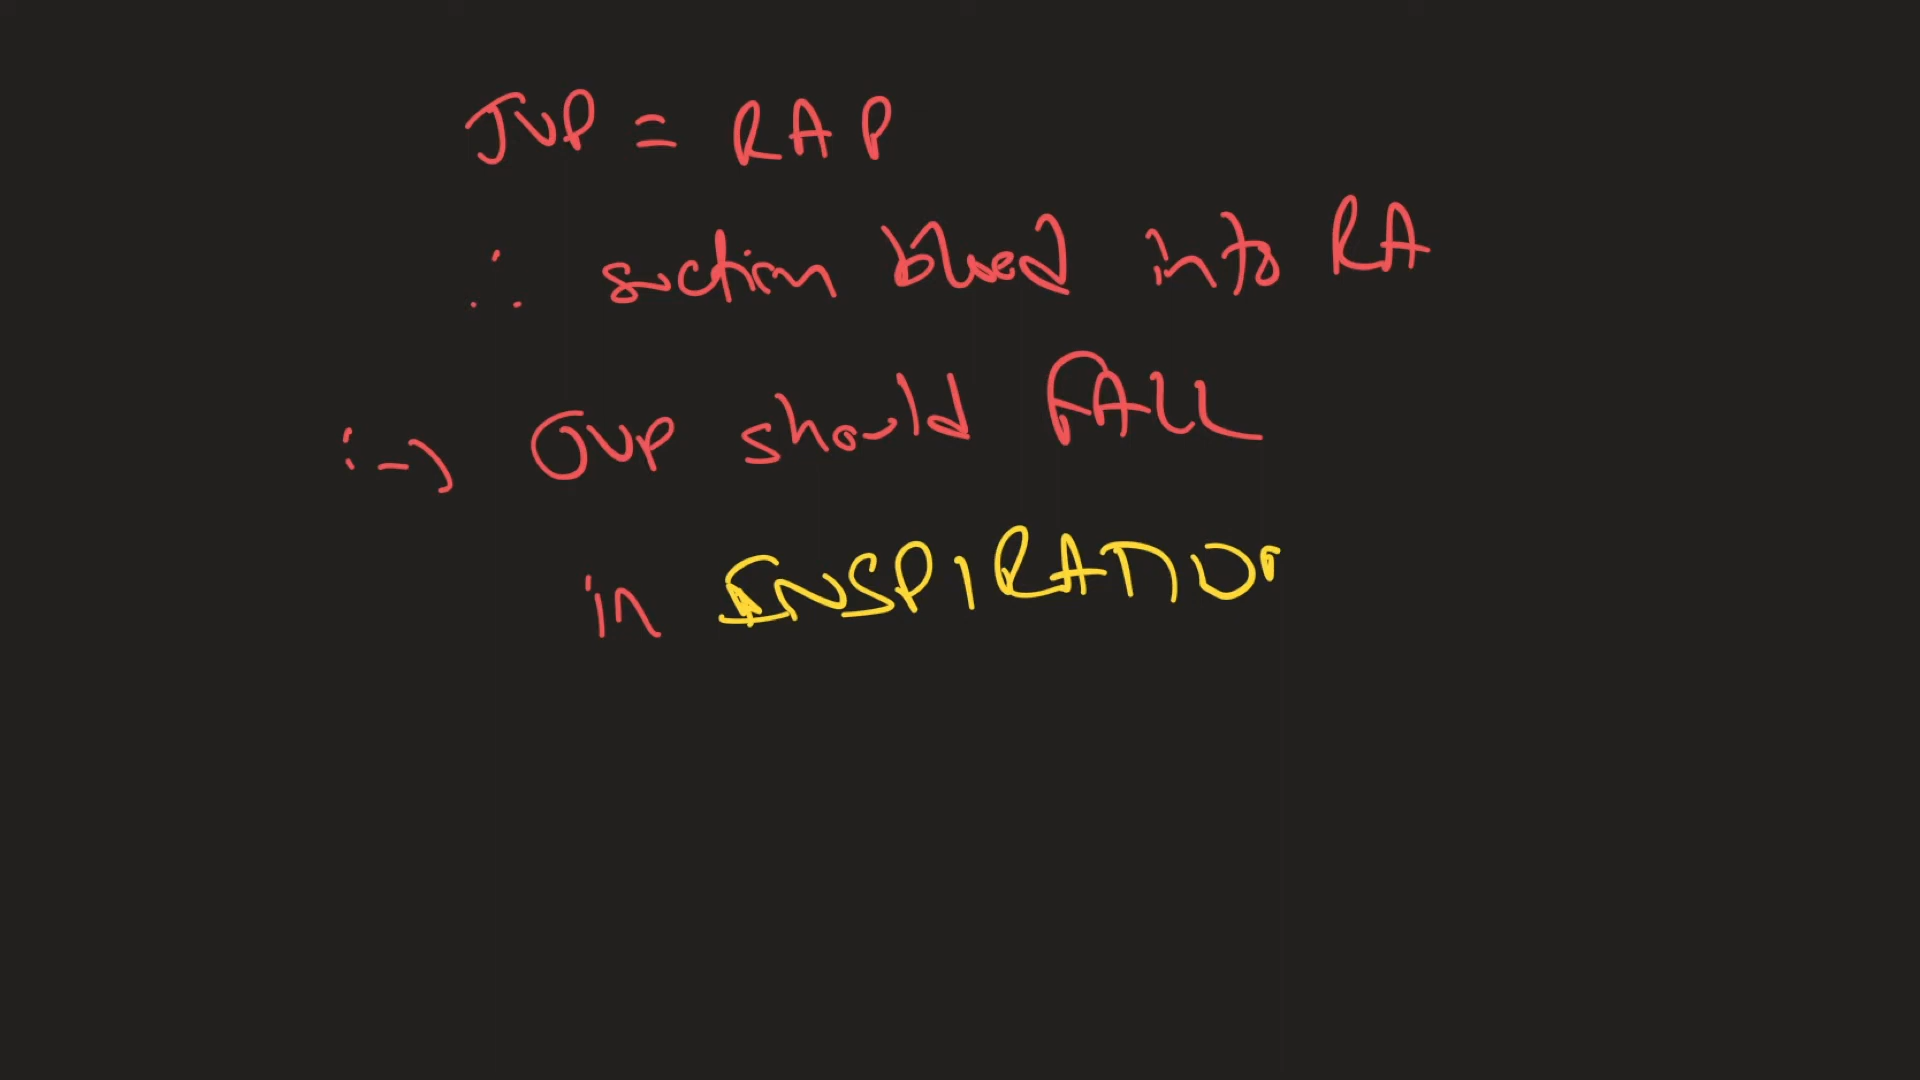 JVP = RAP
∴ suction blood into RA
:-) JVP should FALL
in INSPIRATION